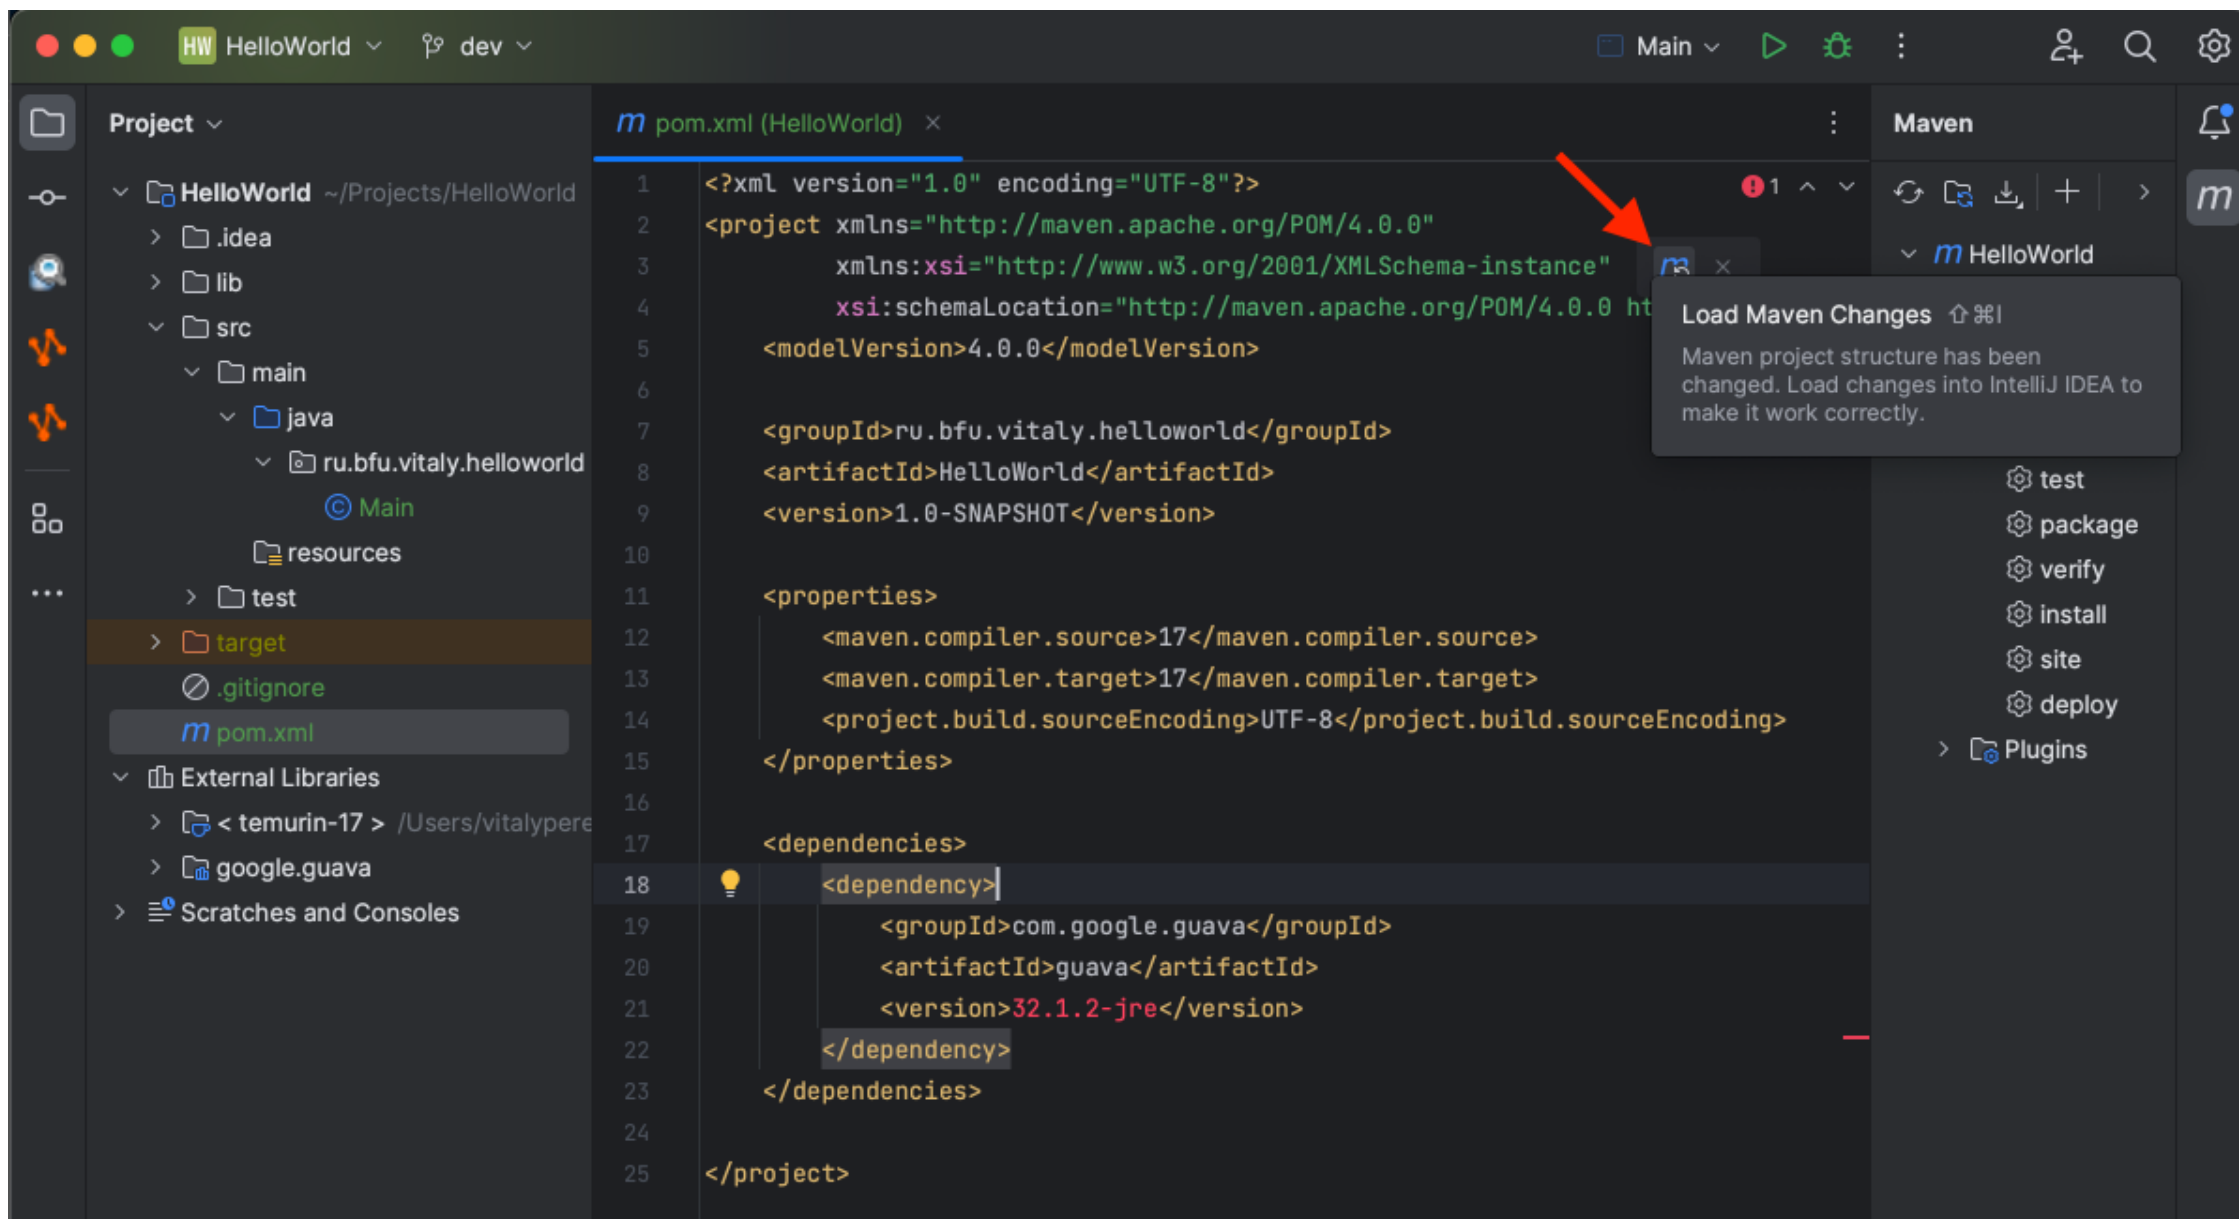 HW HelloWorld
dev
Main
Project
HelloWorld ~/Projects/HelloWorld
.idea
lib
src
main
java
ru.bfu.vitaly.helloworld
Main
resources
test
target
.gitignore
pom.xml
External Libraries
< temurin-17 > /Users/vitalypere
google.guava
Scratches and Consoles
pom.xml (HelloWorld)
1
1 <?xml version="1.0" encoding="UTF-8"?>
2 <project xmlns="http://maven.apache.org/POM/4.0.0"
3 xmlns:xsi="http://www.w3.org/2001/XMLSchema-instance"
4 xsi:schemaLocation="http://maven.apache.org/POM/4.0.0 ht
5 <modelVersion>4.0.0</modelVersion>
6
7 <groupId>ru.bfu.vitaly.helloworld</groupId>
8 <artifactId>HelloWorld</artifactId>
9 <version>1.0-SNAPSHOT</version>
10
11 <properties>
12 <maven.compiler.source>17</maven.compiler.source>
13 <maven.compiler.target>17</maven.compiler.target>
14 <project.build.sourceEncoding>UTF-8</project.build.sourceEncoding>
15 </properties>
16
17 <dependencies>
18 <dependency>
19 <groupId>com.google.guava</groupId>
20 <artifactId>guava</artifactId>
21 <version>32.1.2-jre</version>
22 </dependency>
23 </dependencies>
24
25 </project>
Load Maven Changes ⇧⌘I
Maven project structure has been
changed. Load changes into IntelliJ IDEA to
make it work correctly.
Maven
HelloWorld
test
package
verify
install
site
deploy
Plugins